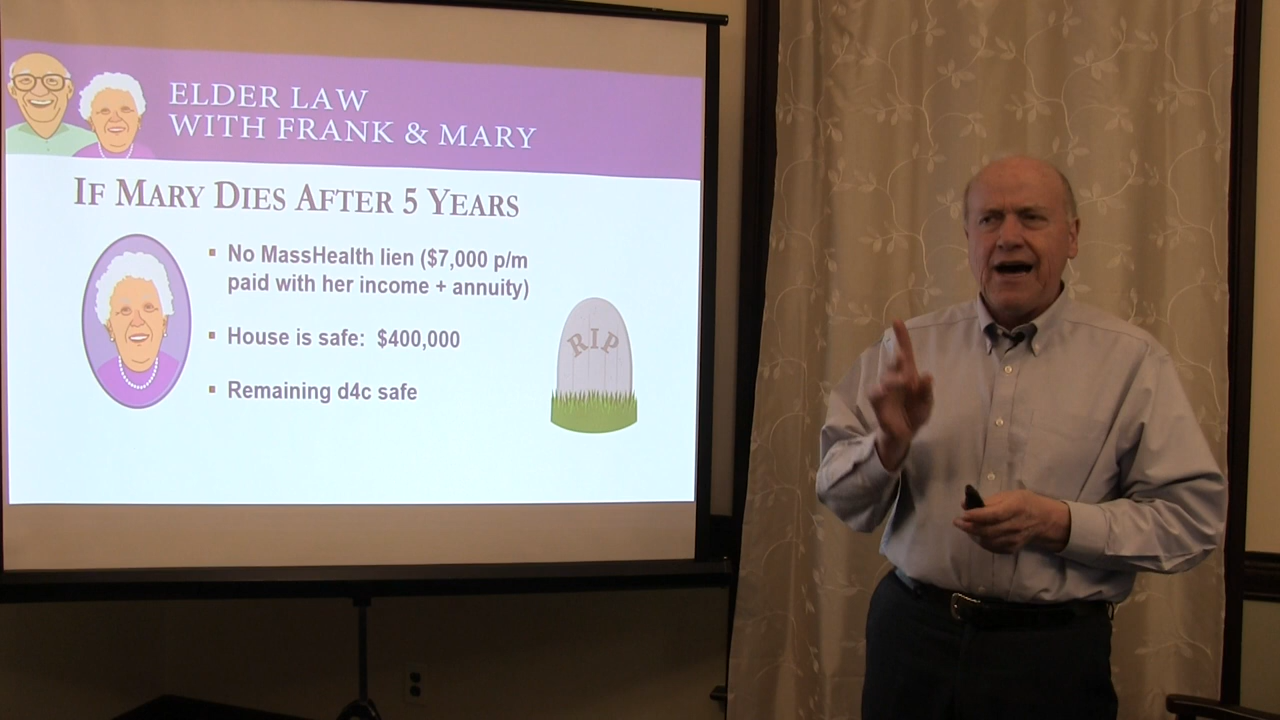 ELDER LAW
WITH FRANK & MARY
IF MARY DIES AFTER 5 YEARS
▪ No MassHealth lien ($7,000 p/m
paid with her income + annuity)
▪ House is safe: $400,000
▪ Remaining d4c safe
RIP